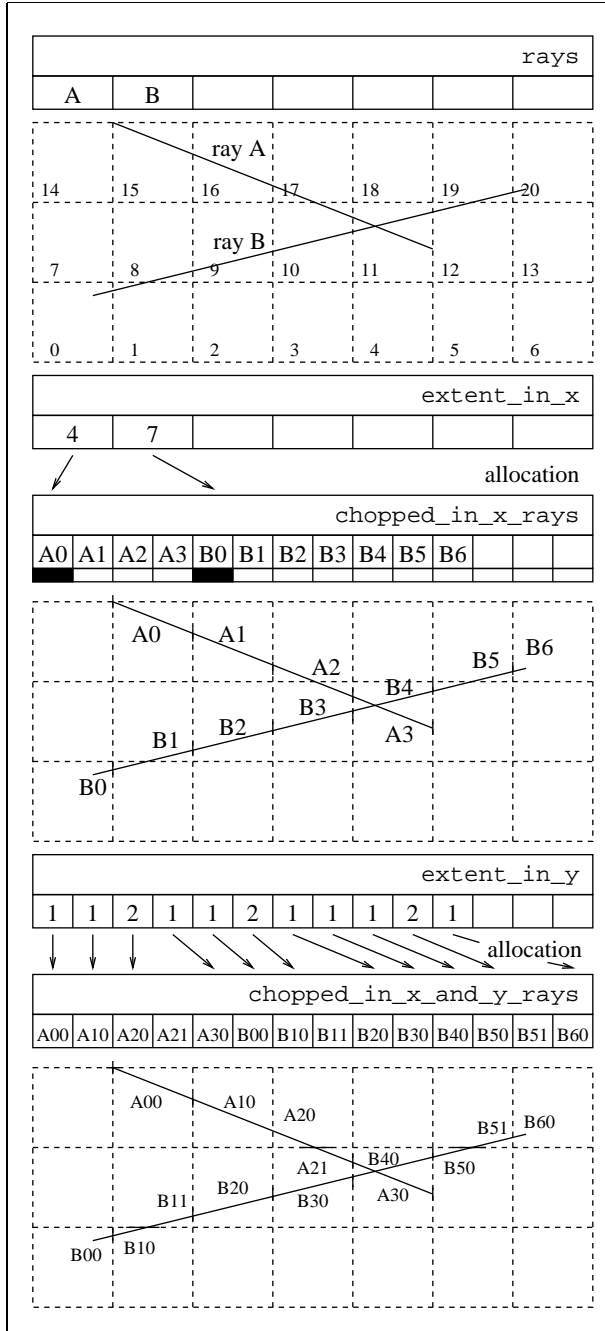 rays
A B
ray A
14 15 16 17 18 19 20
ray B
7 8 9 10 11 12 13
0 1 2 3 4 5 6
extent_in_x
4 7
allocation
chopped_in_x_rays
A0 A1 A2 A3 B0 B1 B2 B3 B4 B5 B6
A0 A1
A2 B4 B5 B6
B1 B2 B3 A3
B0
extent_in_y
1 1 2 1 1 2 1 1 1 2 1
allocation
chopped_in_x_and_y_rays
A00 A10 A20 A21 A30 B00 B10 B11 B20 B30 B40 B50 B51 B60
A00 A10 A20
B51 B60
A21 B40 B50
B11 B20 B30 A30
B00 B10